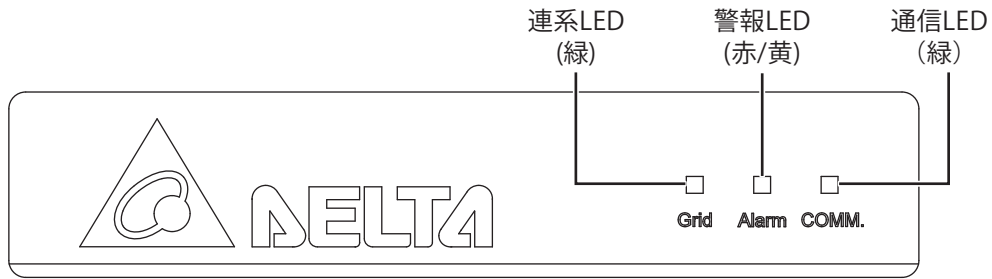 連系LED
(緑)
警報LED
(赤/黄)
通信LED
（緑）
DELTA
Grid
Alarm
COMM.